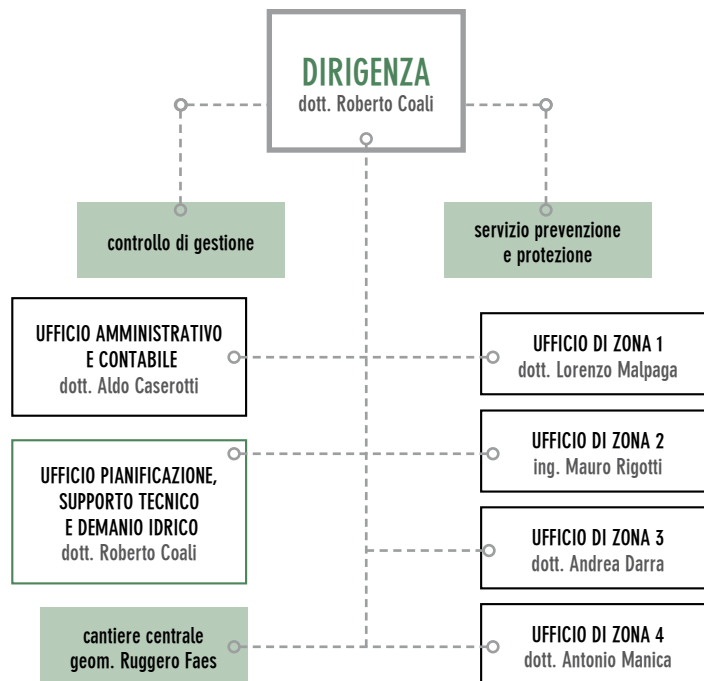 DIRIGENZA
dott. Roberto Coali
controllo di gestione
servizio prevenzione
e protezione
UFFICIO AMMINISTRATIVO
E CONTABILE
dott. Aldo Caserotti
UFFICIO DI ZONA 1
dott. Lorenzo Malpaga
UFFICIO PIANIFICAZIONE,
SUPPORTO TECNICO
E DEMANIO IDRICO
dott. Roberto Coali
UFFICIO DI ZONA 2
ing. Mauro Rigotti
UFFICIO DI ZONA 3
dott. Andrea Darra
cantiere centrale
geom. Ruggero Faes
UFFICIO DI ZONA 4
dott. Antonio Manica